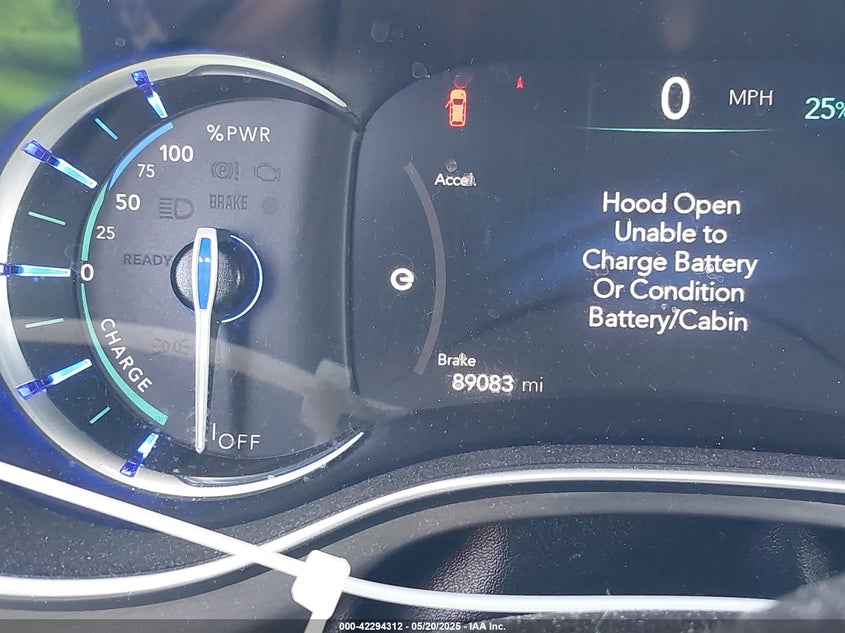 %PWR
100
75
50
BRAKE
25
READY
0
CHARGE
OFF
0 MPH
25%
Accel.
Hood Open
Unable to
Charge Battery
Or Condition
Battery/Cabin
Brake
89083 mi
000-42294312 - 05/20/2025 - IAA Inc.